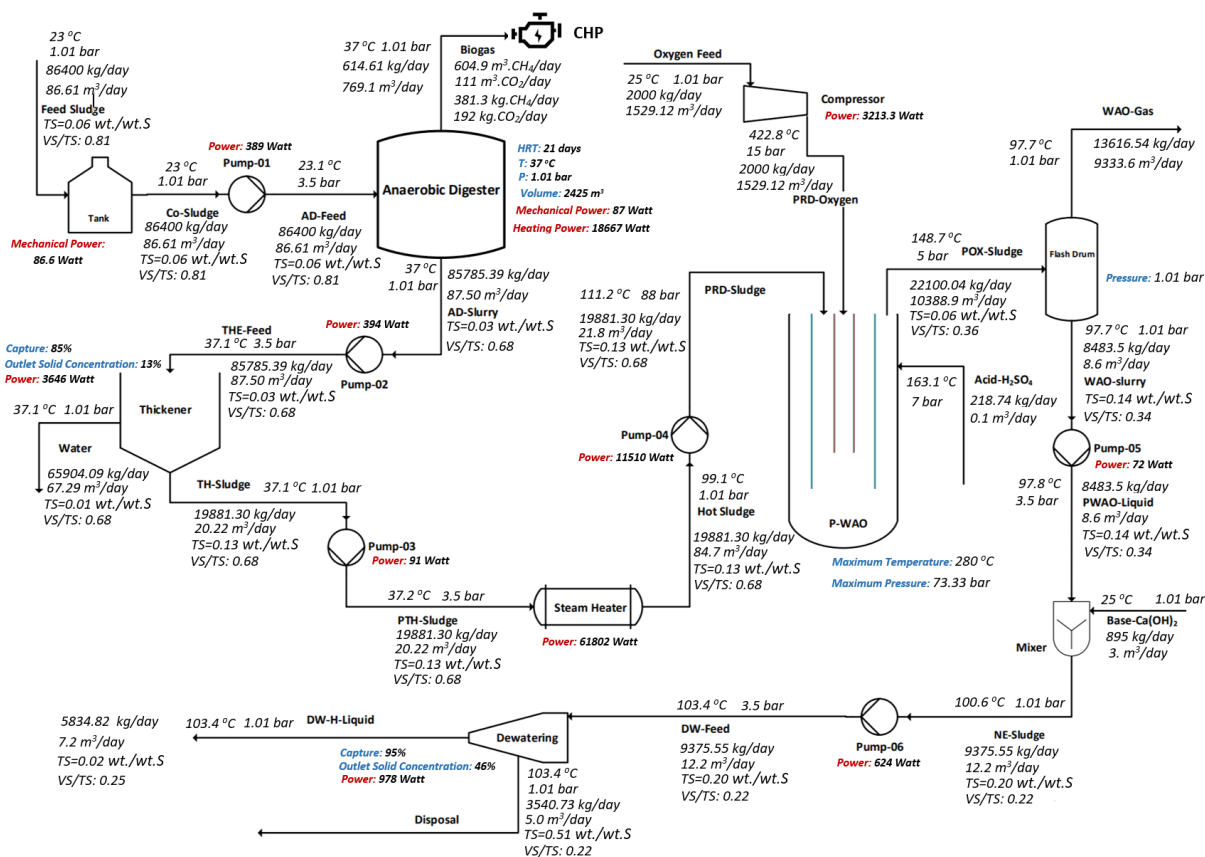 23 °C
1.01 bar
86400 kg/day
86.61 m³/day
Feed Sludge
TS=0.06 wt./wt.S
VS/TS: 0.81
Tank
Mechanical Power:
86.6 Watt
23 °C
1.01 bar
Co-Sludge
86400 kg/day
86.61 m³/day
TS=0.06 wt./wt.S
VS/TS: 0.81
Power: 389 Watt
Pump-01
23.1 °C
3.5 bar
AD-Feed
86400 kg/day
86.61 m³/day
TS=0.06 wt./wt.S
VS/TS: 0.81
37 °C 1.01 bar
614.61 kg/day
769.1 m³/day
Biogas
604.9 m³.CH₄/day
111 m³.CO₂/day
381.3 kg.CH₄/day
192 kg.CO₂/day
CHP
Anaerobic Digester
HRT: 21 days
T: 37 °C
P: 1.01 bar
Volume: 2425 m³
Mechanical Power: 87 Watt
Heating Power: 18667 Watt
37 °C
1.01 bar
85785.39 kg/day
87.50 m³/day
AD-Slurry
TS=0.03 wt./wt.S
VS/TS: 0.68
Power: 394 Watt
Pump-02
THE-Feed
37.1 °C 3.5 bar
85785.39 kg/day
87.50 m³/day
TS=0.03 wt./wt.S
VS/TS: 0.68
Capture: 85%
Outlet Solid Concentration: 13%
Power: 3646 Watt
Thickener
37.1 °C 1.01 bar
Water
65904.09 kg/day
67.29 m³/day
TS=0.01 wt./wt.S
VS/TS: 0.68
TH-Sludge
37.1 °C 1.01 bar
19881.30 kg/day
20.22 m³/day
TS=0.13 wt./wt.S
VS/TS: 0.68
Pump-03
Power: 91 Watt
37.2 °C 3.5 bar
PTH-Sludge
19881.30 kg/day
20.22 m³/day
TS=0.13 wt./wt.S
VS/TS: 0.68
Steam Heater
Power: 61802 Watt
99.1 °C
1.01 bar
Hot Sludge
19881.30 kg/day
84.7 m³/day
TS=0.13 wt./wt.S
VS/TS: 0.68
Pump-04
Power: 11510 Watt
111.2 °C 88 bar
PRD-Sludge
19881.30 kg/day
21.8 m³/day
TS=0.13 wt./wt.S
VS/TS: 0.68
Oxygen Feed
25 °C 1.01 bar
2000 kg/day
1529.12 m³/day
Compressor
Power: 3213.3 Watt
422.8 °C
15 bar
2000 kg/day
1529.12 m³/day
PRD-Oxygen
P-WAO
Maximum Temperature: 280 °C
Maximum Pressure: 73.33 bar
163.1 °C
7 bar
Acid-H₂SO₄
218.74 kg/day
0.1 m³/day
148.7 °C
5 bar
POX-Sludge
22100.04 kg/day
10388.9 m³/day
TS=0.06 wt./wt.S
VS/TS: 0.36
97.7 °C
1.01 bar
WAO-Gas
13616.54 kg/day
9333.6 m³/day
Flash Drum
Pressure: 1.01 bar
97.7 °C 1.01 bar
8483.5 kg/day
8.6 m³/day
WAO-slurry
TS=0.14 wt./wt.S
VS/TS: 0.34
Pump-05
Power: 72 Watt
97.8 °C
3.5 bar
8483.5 kg/day
PWAO-Liquid
8.6 m³/day
TS=0.14 wt./wt.S
VS/TS: 0.34
25 °C 1.01 bar
Base-Ca(OH)₂
895 kg/day
3. m³/day
Mixer
100.6 °C 1.01 bar
NE-Sludge
9375.55 kg/day
12.2 m³/day
TS=0.20 wt./wt.S
VS/TS: 0.22
Pump-06
Power: 624 Watt
103.4 °C 3.5 bar
DW-Feed
9375.55 kg/day
12.2 m³/day
TS=0.20 wt./wt.S
VS/TS: 0.22
Dewatering
Capture: 95%
Outlet Solid Concentration: 46%
Power: 978 Watt
103.4 °C 1.01 bar
DW-H-Liquid
5834.82 kg/day
7.2 m³/day
TS=0.02 wt./wt.S
VS/TS: 0.25
103.4 °C
1.01 bar
3540.73 kg/day
5.0 m³/day
TS=0.51 wt./wt.S
VS/TS: 0.22
Disposal